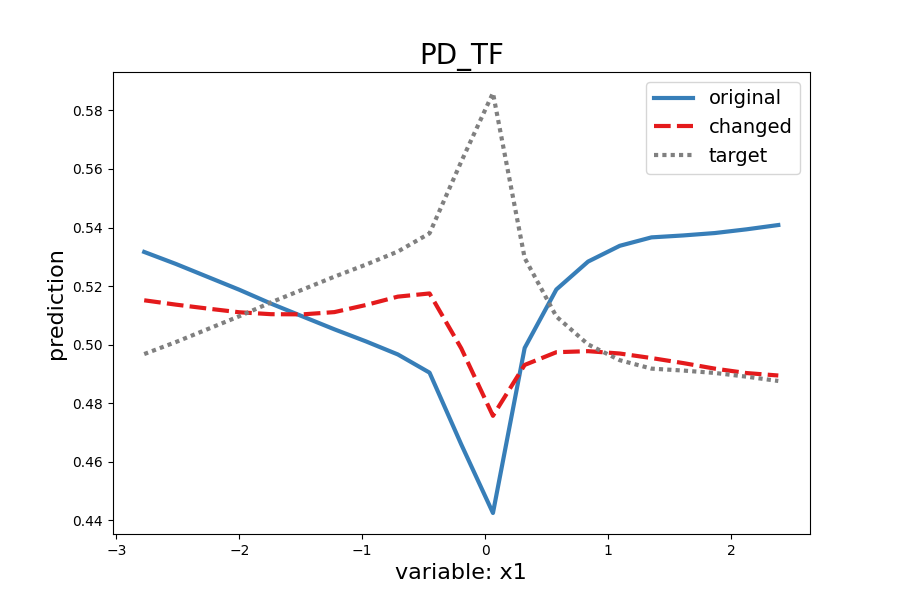 PD_TF
original
changed
target
0.58
0.56
0.54
0.52
0.50
0.48
0.46
0.44
prediction
−3 −2 −1 0 1 2
variable: x1